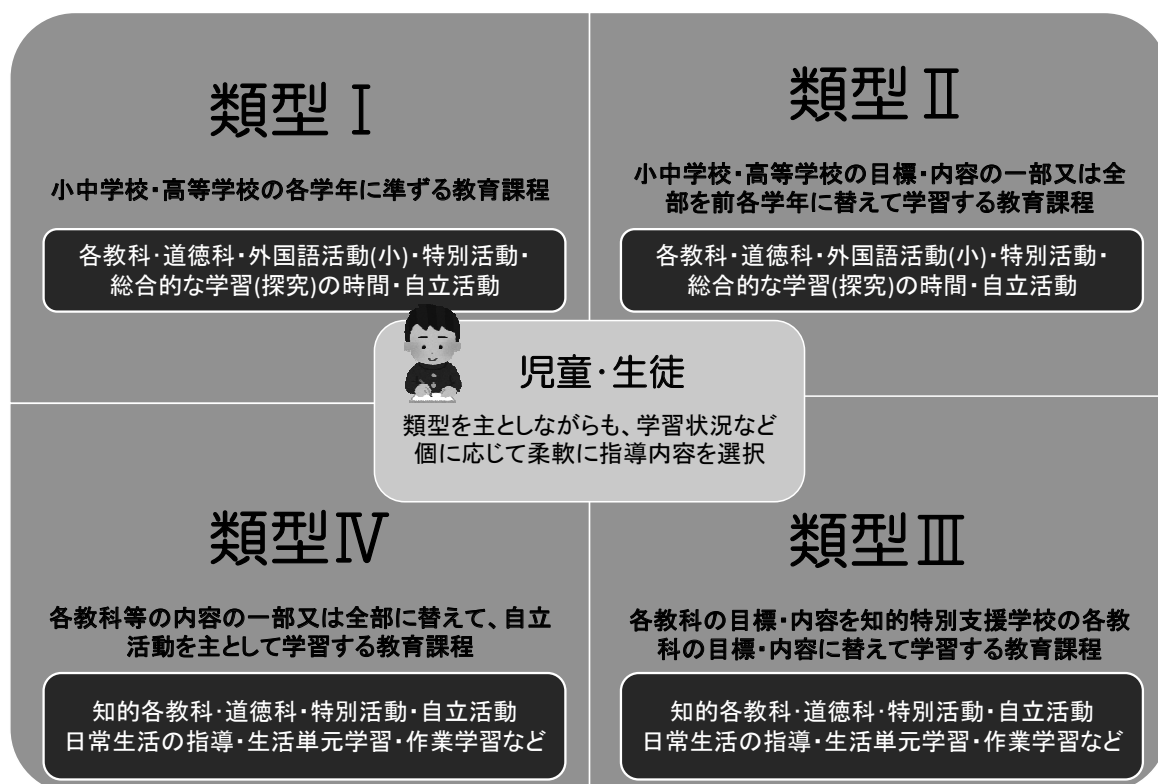 類型Ⅰ
小中学校・高等学校の各学年に準ずる教育課程
各教科・道徳科・外国語活動(小)・特別活動・
総合的な学習(探究)の時間・自立活動
類型Ⅱ
小中学校・高等学校の目標・内容の一部又は全
部を前各学年に替えて学習する教育課程
各教科・道徳科・外国語活動(小)・特別活動・
総合的な学習(探究)の時間・自立活動
児童・生徒
類型を主としながらも、学習状況など
個に応じて柔軟に指導内容を選択
類型Ⅳ
各教科等の内容の一部又は全部に替えて、自立
活動を主として学習する教育課程
知的各教科・道徳科・特別活動・自立活動
日常生活の指導・生活単元学習・作業学習など
類型Ⅲ
各教科の目標・内容を知的特別支援学校の各教
科の目標・内容に替えて学習する教育課程
知的各教科・道徳科・特別活動・自立活動
日常生活の指導・生活単元学習・作業学習など